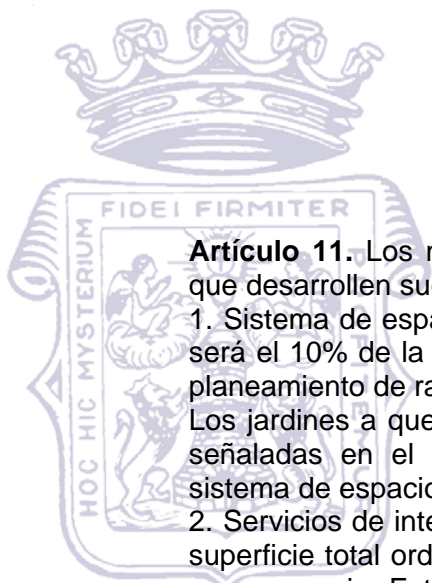 HOC HIC MYSTERIUM
FIDEI FIRMITER
Artículo 11. Los
que desarrollen
1. Sistema de espa
será el 10% de la
planeamiento de ra
Los jardines a que
señaladas en el
sistema de espacio
2. Servicios de inte
superficie total ord